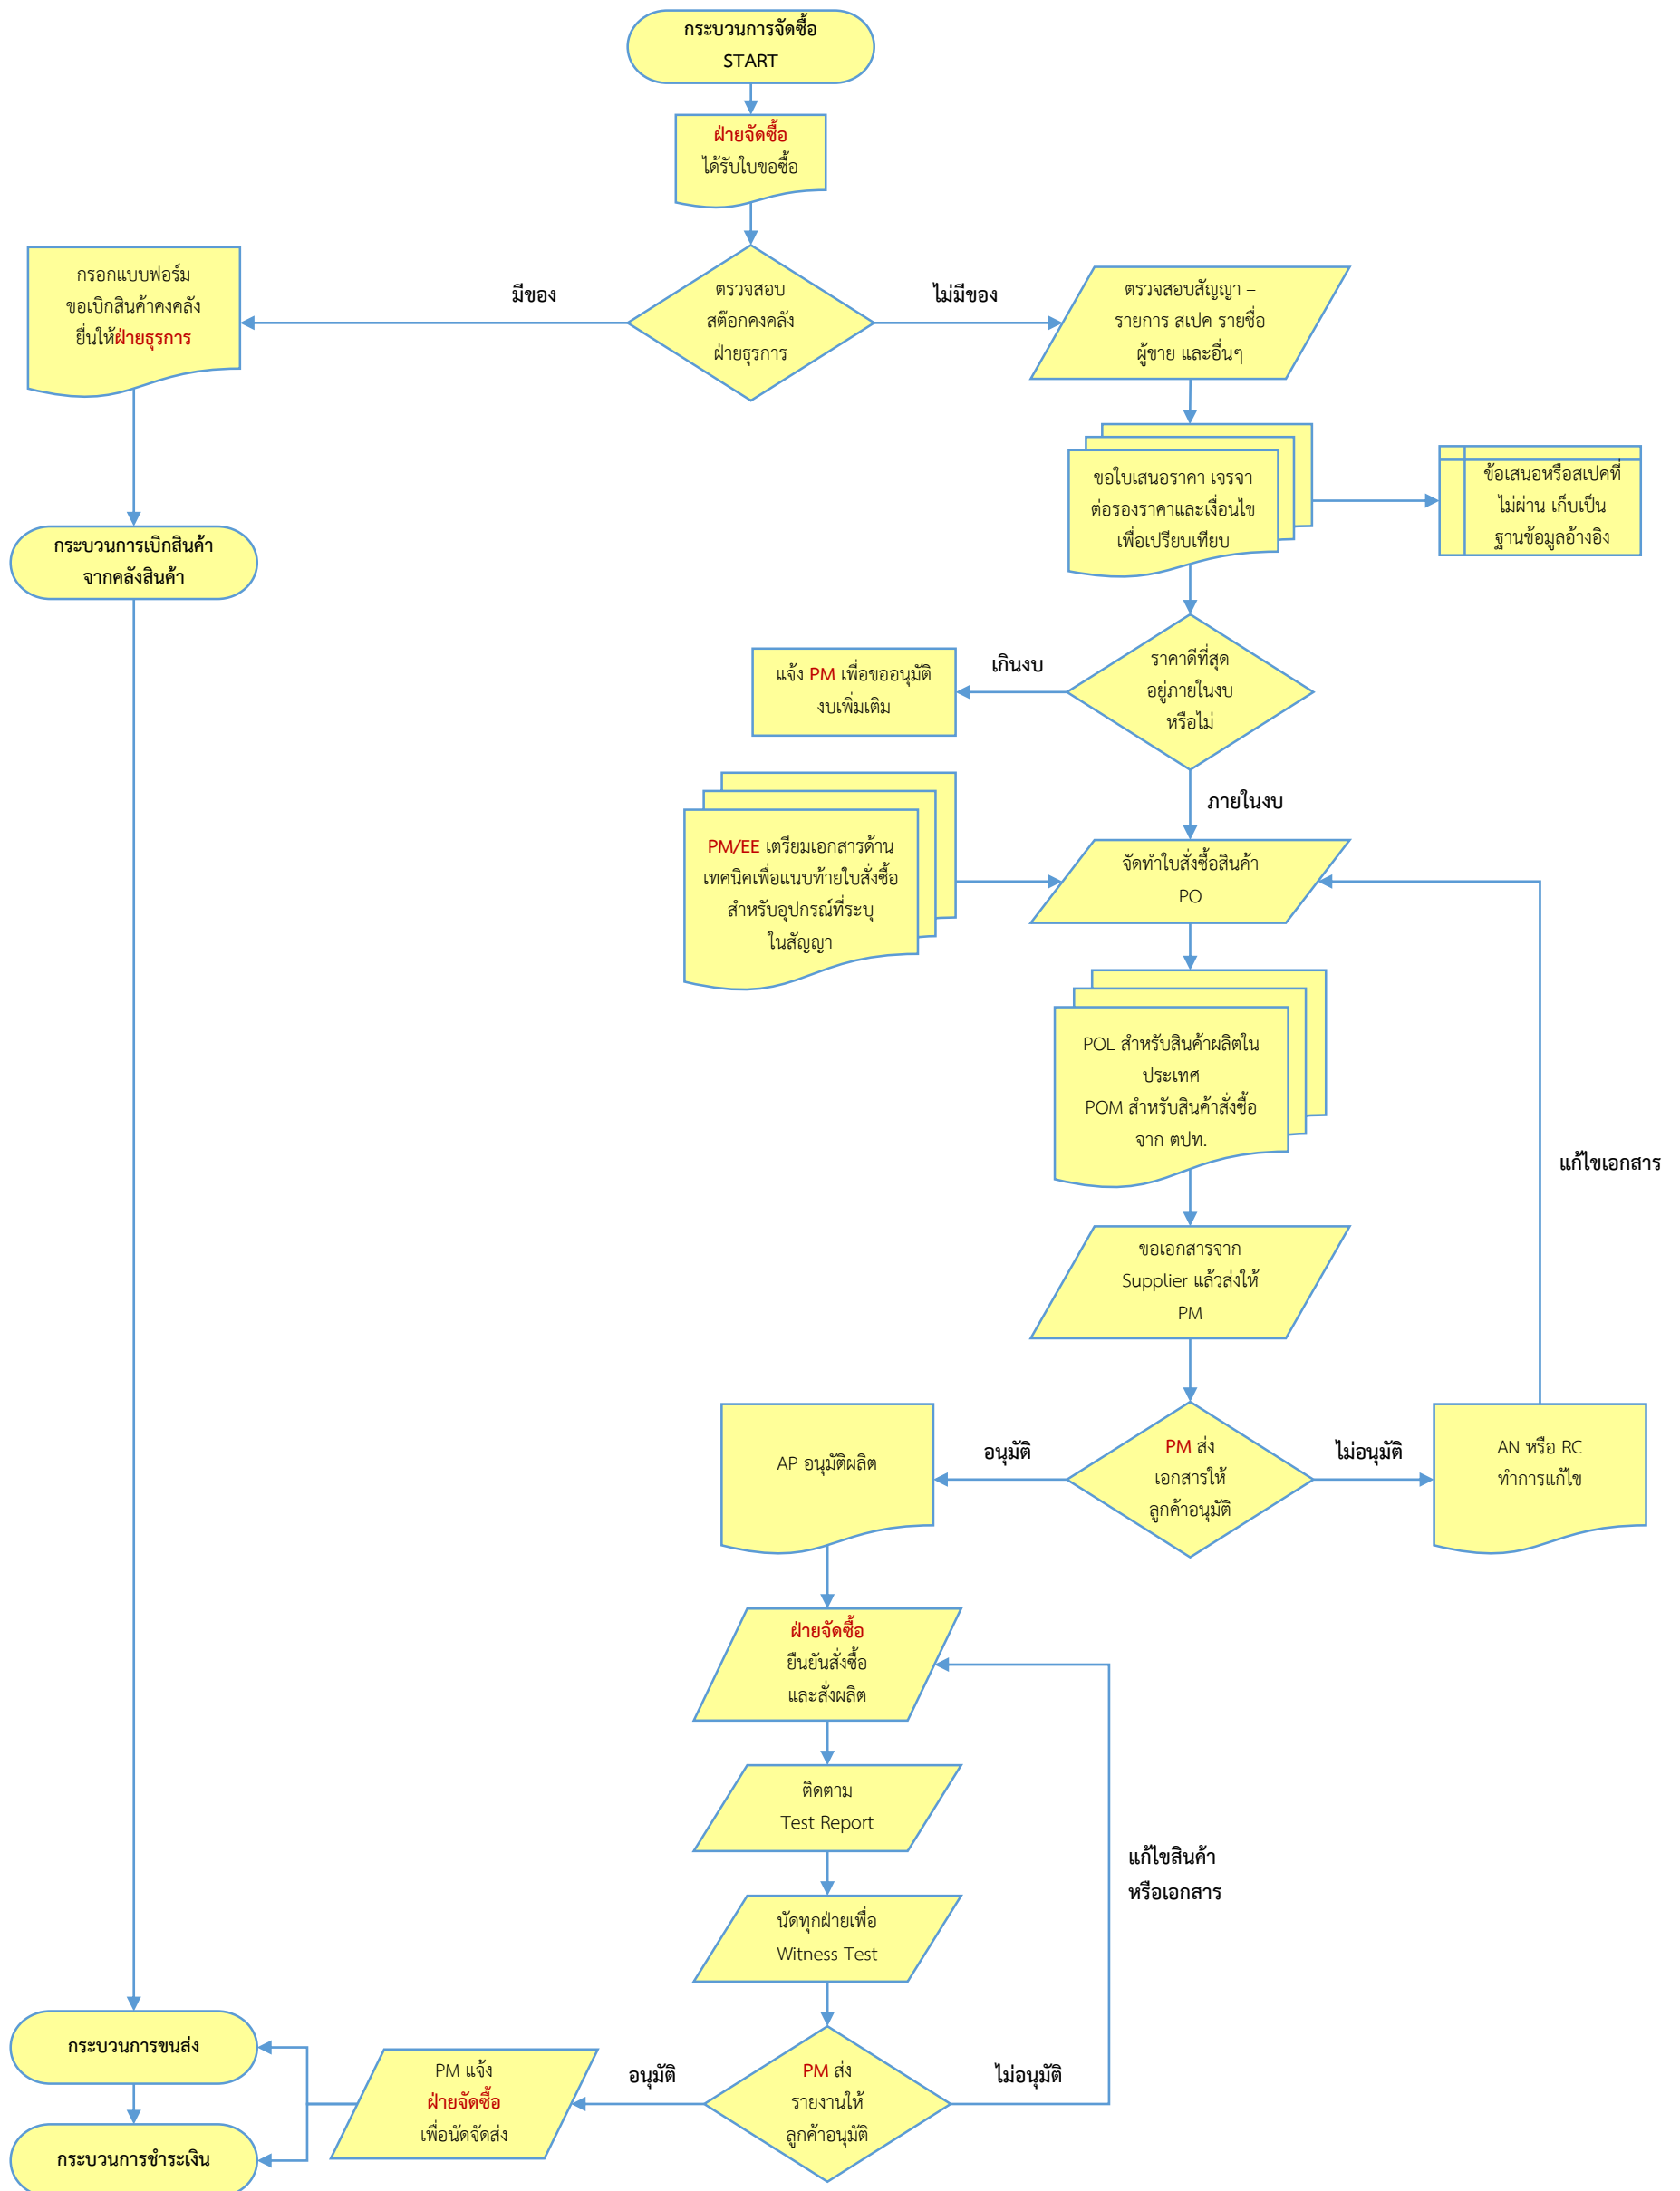 กระบวนการจัดซื้อ
START
ฝ่ายจัดซื้อ
ได้รับใบขอซื้อ
กรอกแบบฟอร์ม
ขอเบิกสินค้าคงคลัง
ยื่นให้ฝ่ายธุรการ
มีของ
ตรวจสอบ
สต๊อกคงคลัง
ฝ่ายธุรการ
ไม่มีของ
ตรวจสอบสัญญา –
รายการ สเปค รายชื่อ
ผู้ขาย และอื่นๆ
ขอใบเสนอราคา เจรจา
ต่อรองราคาและเงื่อนไข
เพื่อเปรียบเทียบ
ข้อเสนอหรือสเปคที่
ไม่ผ่าน เก็บเป็น
ฐานข้อมูลอ้างอิง
กระบวนการเบิกสินค้า
จากคลังสินค้า
แจ้ง PM เพื่อขออนุมัติ
งบเพิ่มเติม
เกินงบ
ราคาดีที่สุด
อยู่ภายในงบ
หรือไม่
ภายในงบ
PM/EE เตรียมเอกสารด้าน
เทคนิคเพื่อแนบท้ายใบสั่งซื้อ
สำหรับอุปกรณ์ที่ระบุ
ในสัญญา
จัดทำใบสั่งซื้อสินค้า
PO
POL สำหรับสินค้าผลิตใน
ประเทศ
POM สำหรับสินค้าสั่งซื้อ
จาก ตปท.
แก้ไขเอกสาร
ขอเอกสารจาก
Supplier แล้วส่งให้
PM
AP อนุมัติผลิต
อนุมัติ
PM ส่ง
เอกสารให้
ลูกค้าอนุมัติ
ไม่อนุมัติ
AN หรือ RC
ทำการแก้ไข
ฝ่ายจัดซื้อ
ยืนยันสั่งซื้อ
และสั่งผลิต
ติดตาม
Test Report
แก้ไขสินค้า
หรือเอกสาร
นัดทุกฝ่ายเพื่อ
Witness Test
กระบวนการขนส่ง
PM แจ้ง
ฝ่ายจัดซื้อ
เพื่อนัดจัดส่ง
อนุมัติ
PM ส่ง
รายงานให้
ลูกค้าอนุมัติ
ไม่อนุมัติ
กระบวนการชำระเงิน